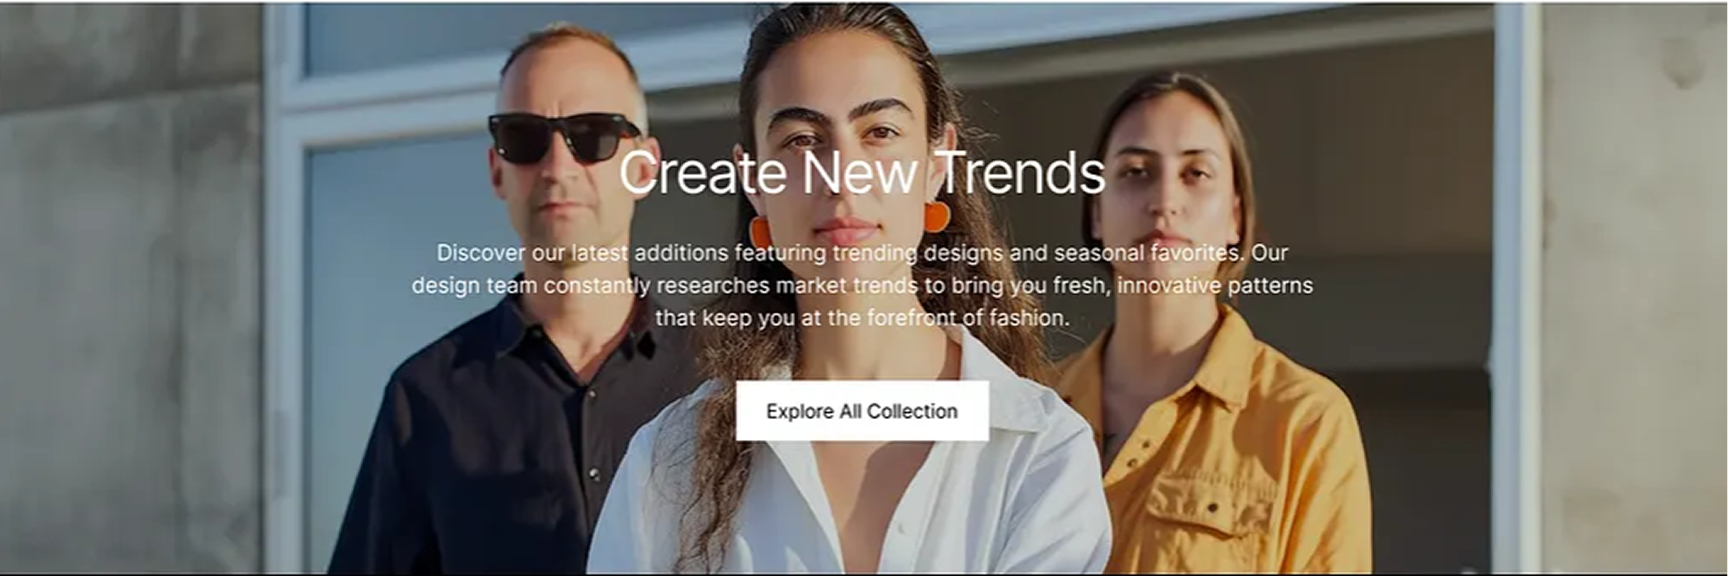 Create New Trends
Discover our latest additions featuring trending designs and seasonal favorites. Our
design team constantly researches market trends to bring you fresh, innovative patterns
that keep you at the forefront of fashion.
Explore All Collection